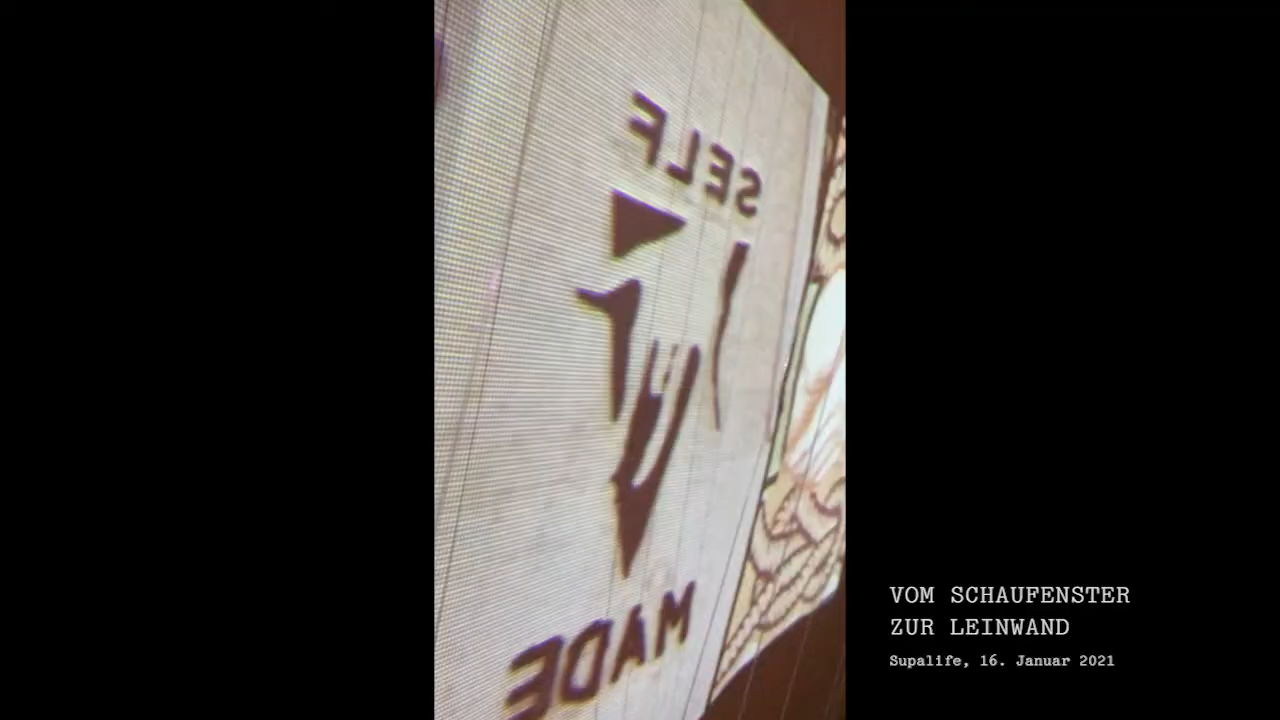 SELF
MADE
VOM SCHAUFENSTER
ZUR LEINWAND
Supalife, 16. Januar 2021